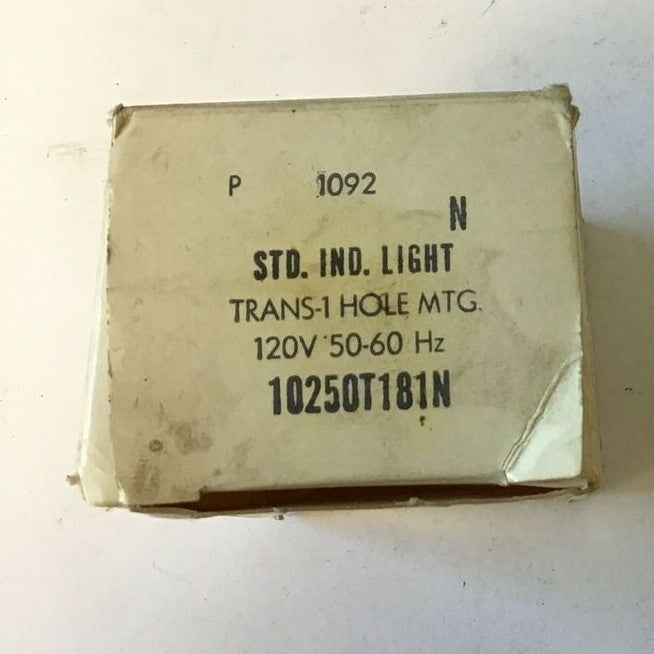 P 1092
N
STD. IND. LIGHT
TRANS-1 HOLE MTG.
120V 50-60 Hz
10250T181N